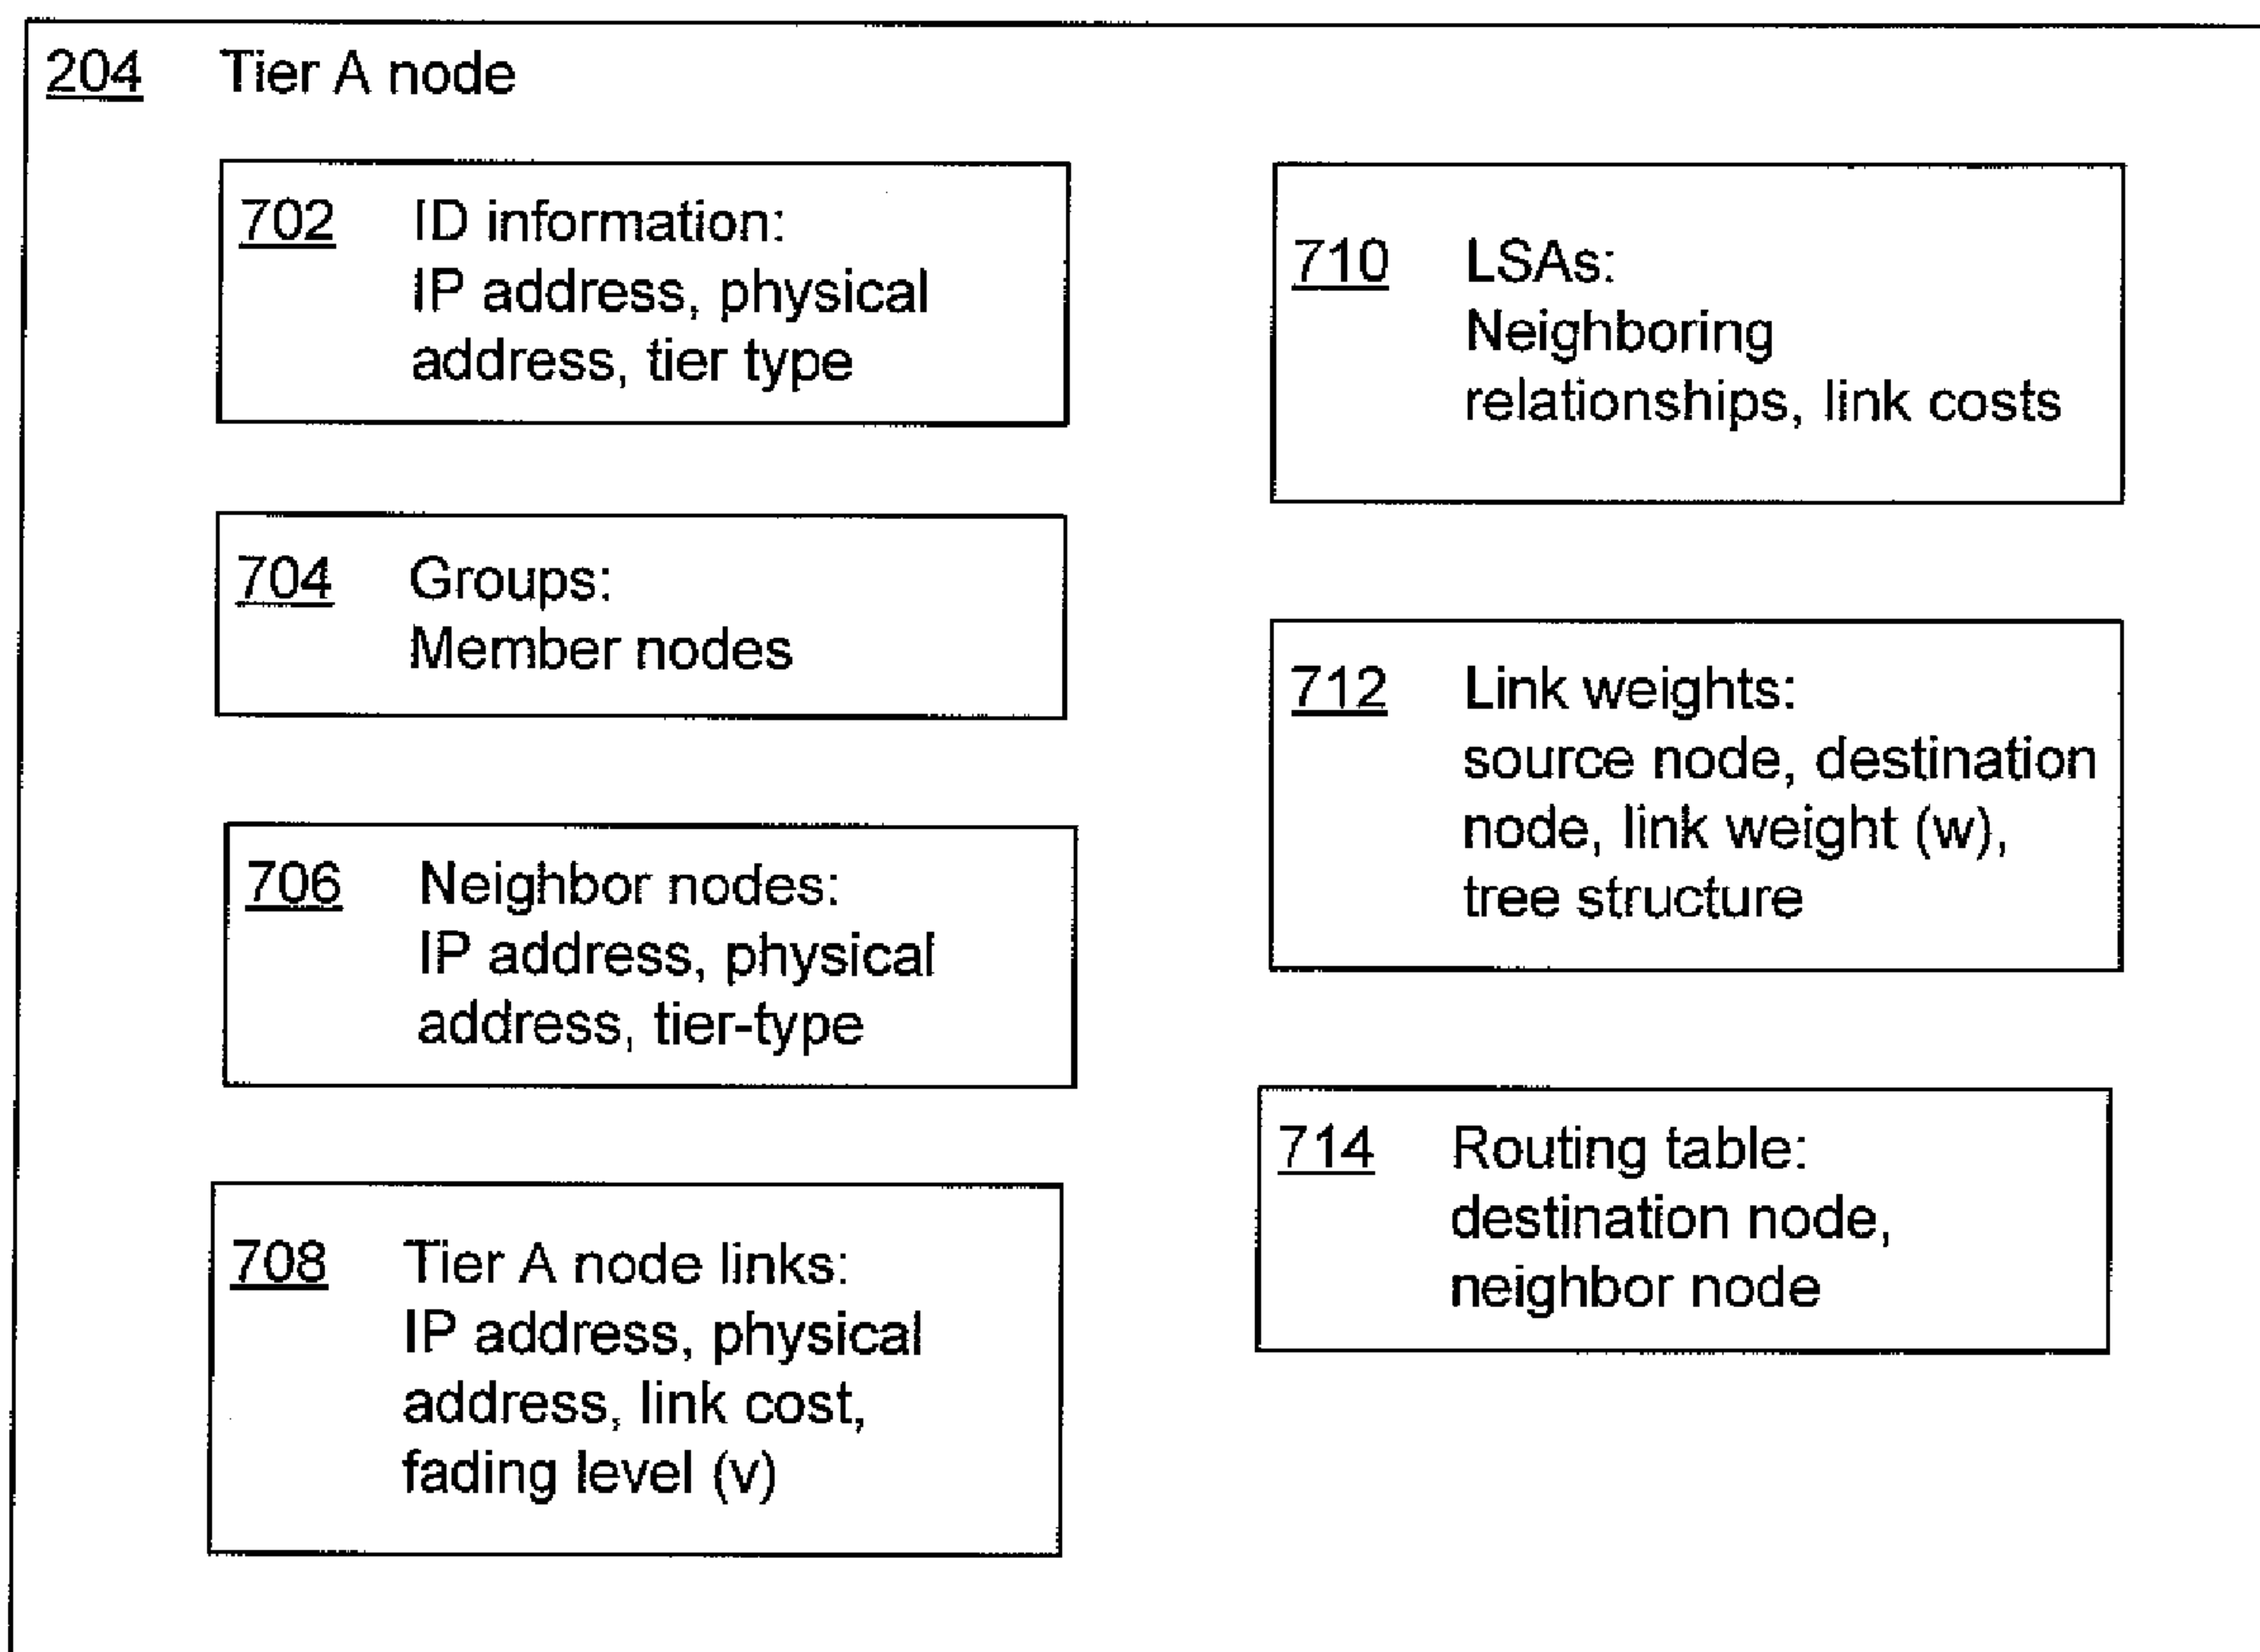 204 Tier A node
702 ID information:
IP address, physical
address, tier type
704 Groups:
Member nodes
706 Neighbor nodes:
IP address, physical
address, tier-type
708 Tier A node links:
IP address, physical
address, link cost,
fading level (v)
710 LSAs:
Neighboring
relationships, link costs
712 Link weights:
source node, destination
node, link weight (w),
tree structure
714 Routing table:
destination node,
neighbor node